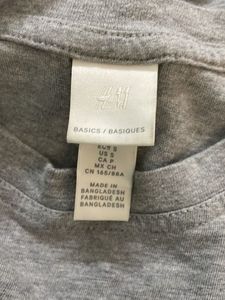 H&M
BASICS / BASIQUES
EUR S
US S
CA P
MX CH
CN 165/88A
MADE IN
BANGLADESH
FABRIQUÉ AU
BANGLADESH